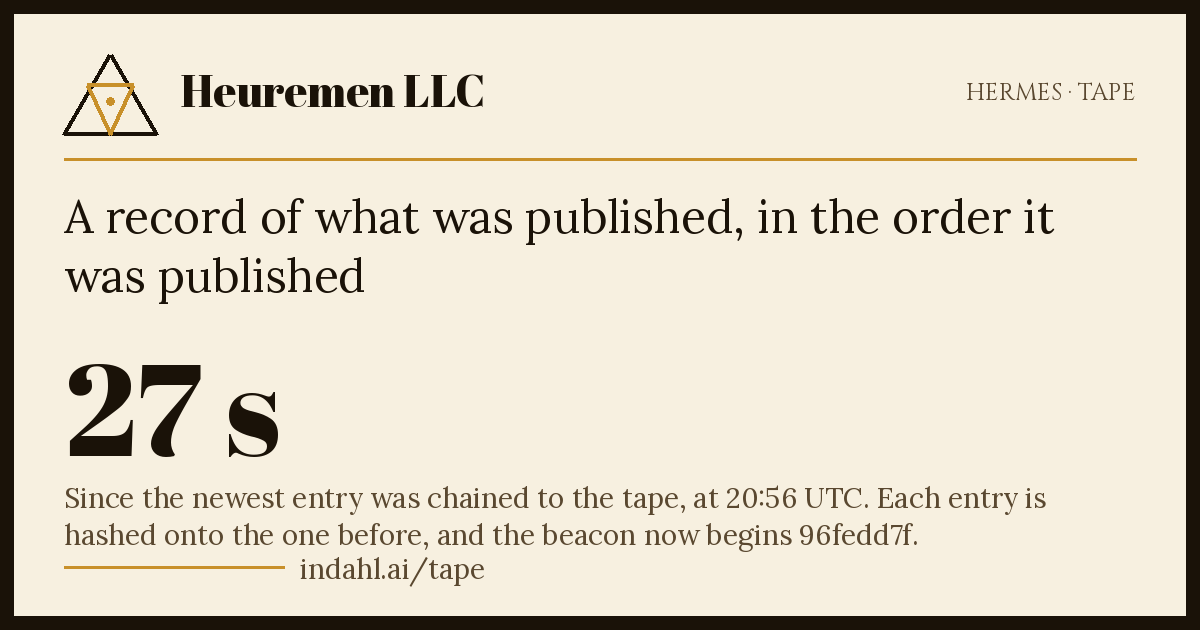 Heuremen LLC
HERMES · TAPE
A record of what was published, in the order it
was published
27 s
Since the newest entry was chained to the tape, at 20:56 UTC. Each entry is
hashed onto the one before, and the beacon now begins 96fedd7f.
indahl.ai/tape